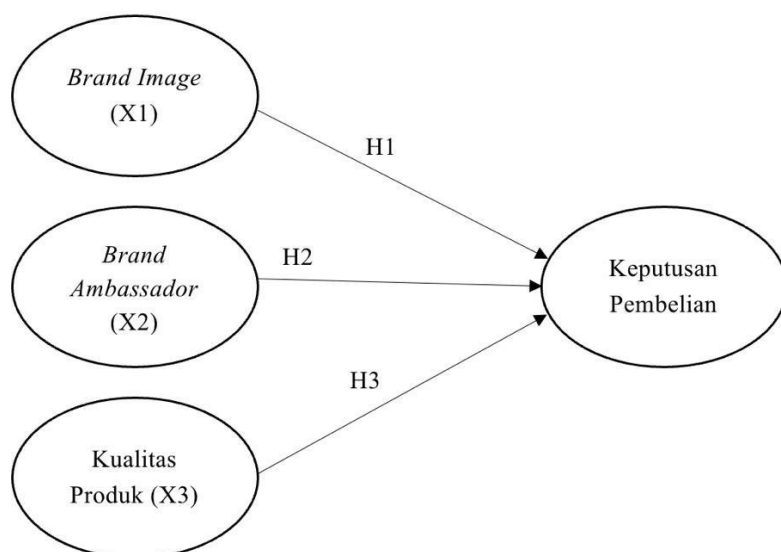 Brand Image
(X1)
H1
Brand
Ambassador
(X2)
H2
Keputusan
Pembelian
H3
Kualitas
Produk (X3)